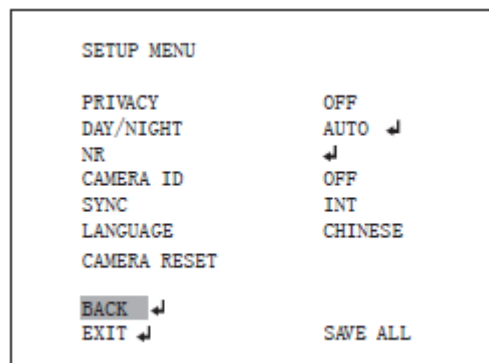 SETUP MENU
PRIVACY OFF
DAY/NIGHT AUTO ↲
NR ↲
CAMERA ID OFF
SYNC INT
LANGUAGE CHINESE
CAMERA RESET
BACK ↲
EXIT ↲ SAVE ALL